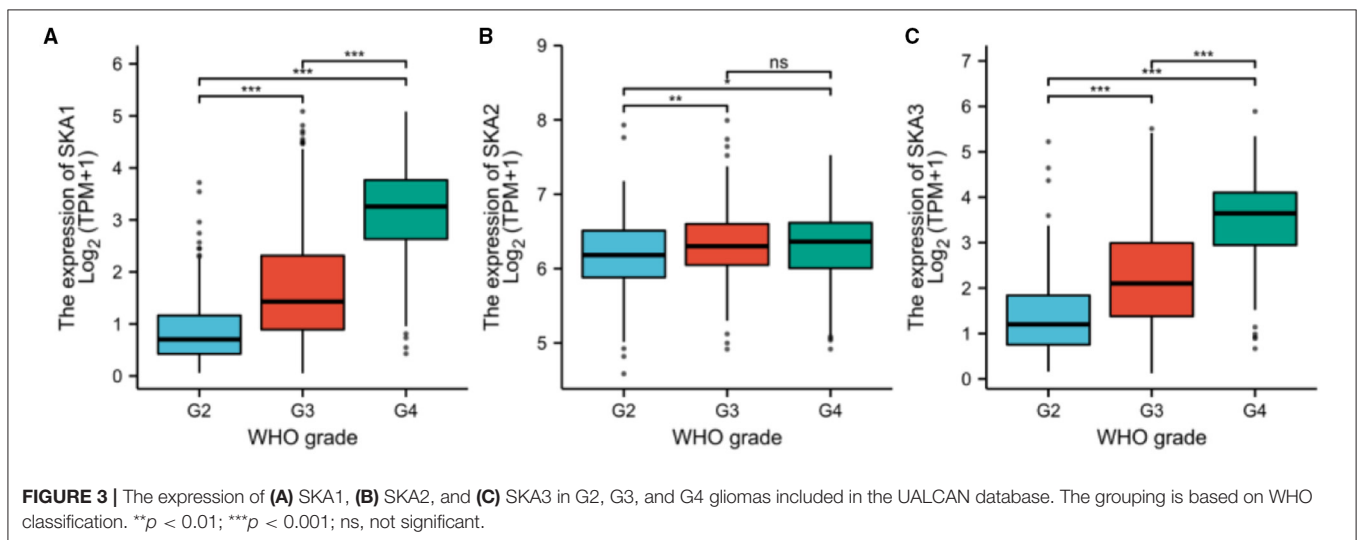 A
The expression of SKA1
Log2 (TPM+1)
6
5
4
3
2
1
0
***
***
***
G2
G3
G4
WHO grade
B
The expression of SKA2
Log2 (TPM+1)
9
8
7
6
5
ns
*
**
G2
G3
G4
WHO grade
C
The expression of SKA3
Log2 (TPM+1)
7
6
5
4
3
2
1
0
***
***
***
G2
G3
G4
WHO grade
FIGURE 3 | The expression of (A) SKA1, (B) SKA2, and (C) SKA3 in G2, G3, and G4 gliomas included in the UALCAN database. The grouping is based on WHO
classification. **p < 0.01; ***p < 0.001; ns, not significant.